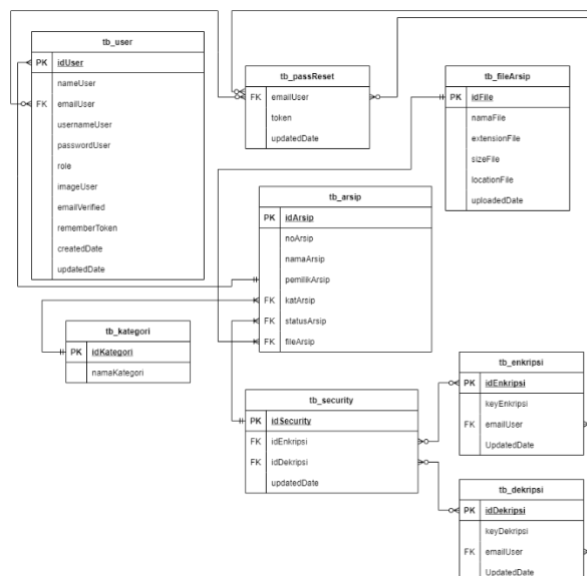 tb_user
PK idUser
nameUser
FK emailUser
usernameUser
passwordUser
role
imageUser
emailVerified
rememberToken
createdDate
updatedDate
tb_passReset
FK emailUser
token
updatedDate
tb_fileArsip
PK idFile
namaFile
extensionFile
sizeFile
locationFile
uploadedDate
tb_arsip
PK idArsip
noArsip
namaArsip
pemilikArsip
FK katArsip
FK statusArsip
FK fileArsip
tb_kategori
PK idKategori
namaKategori
tb_security
PK idSecurity
FK idEnkripsi
FK idDekripsi
updatedDate
tb_enkripsi
PK idEnkripsi
keyEnkripsi
FK emailUser
UpdatedDate
tb_dekripsi
PK idDekripsi
keyDekripsi
FK emailUser
UpdatedDate